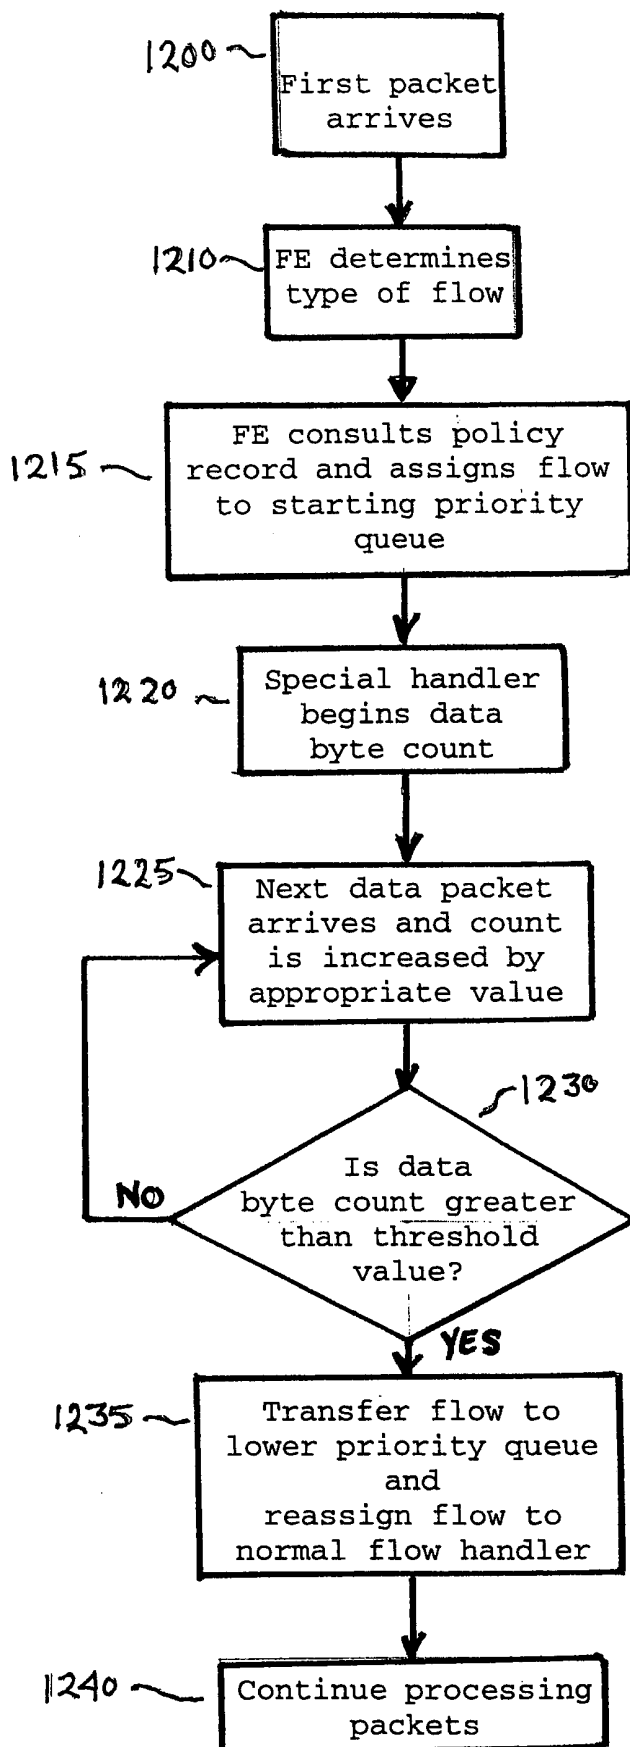 1200
First packet
arrives
1210
FE determines
type of flow
1215
FE consults policy
record and assigns flow
to starting priority
queue
1220
Special handler
begins data
byte count
1225
Next data packet
arrives and count
is increased by
appropriate value
1230
Is data
byte count greater
than threshold
value?
NO
YES
1235
Transfer flow to
lower priority queue
and
reassign flow to
normal flow handler
1240
Continue processing
packets